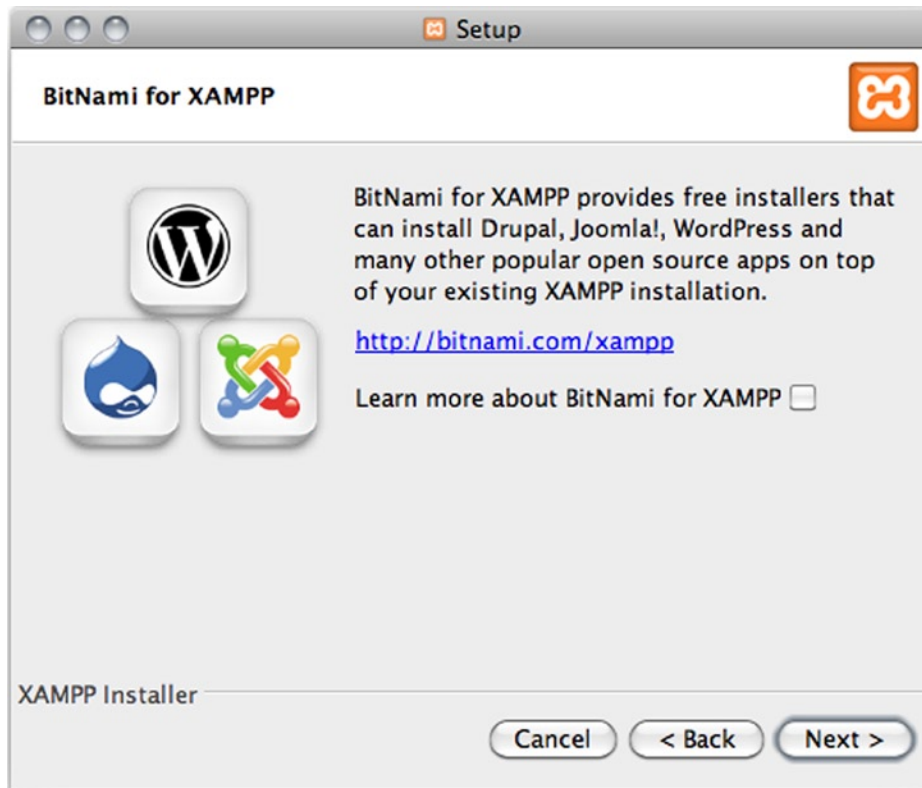 Setup
BitNami for XAMPP
BitNami for XAMPP provides free installers that
can install Drupal, Joomla!, WordPress and
many other popular open source apps on top
of your existing XAMPP installation.
http://bitnami.com/xampp
Learn more about BitNami for XAMPP
XAMPP Installer
Cancel
< Back
Next >